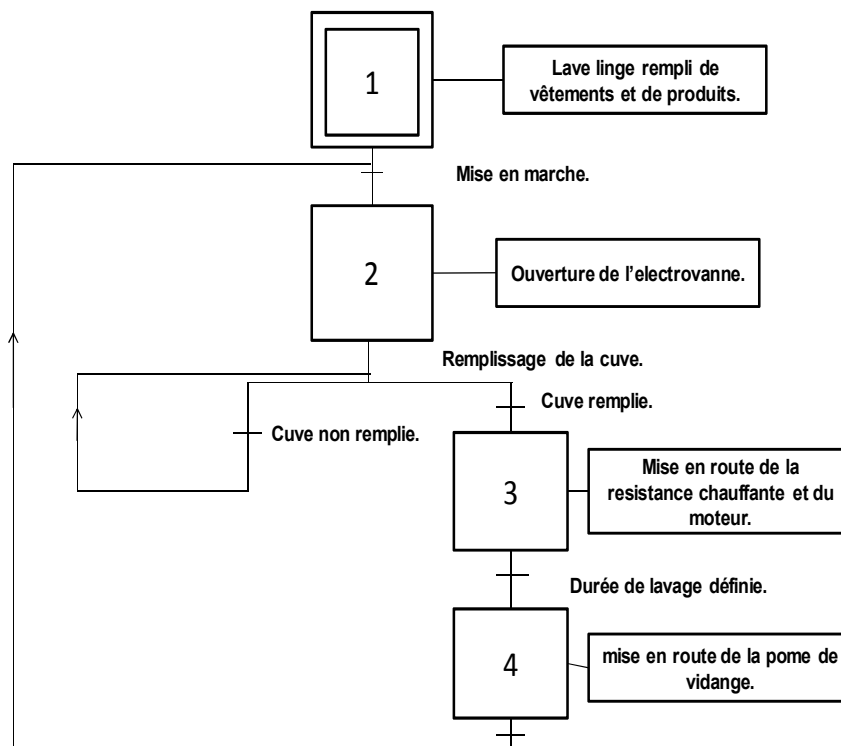 1
Lave linge rempli de
vêtements et de produits.
Mise en marche.
2
Ouverture de l'electrovanne.
Remplissage de la cuve.
Cuve remplie.
Cuve non remplie.
3
Mise en route de la
resistance chauffante et du
moteur.
Durée de lavage définie.
4
mise en route de la pome de
vidange.